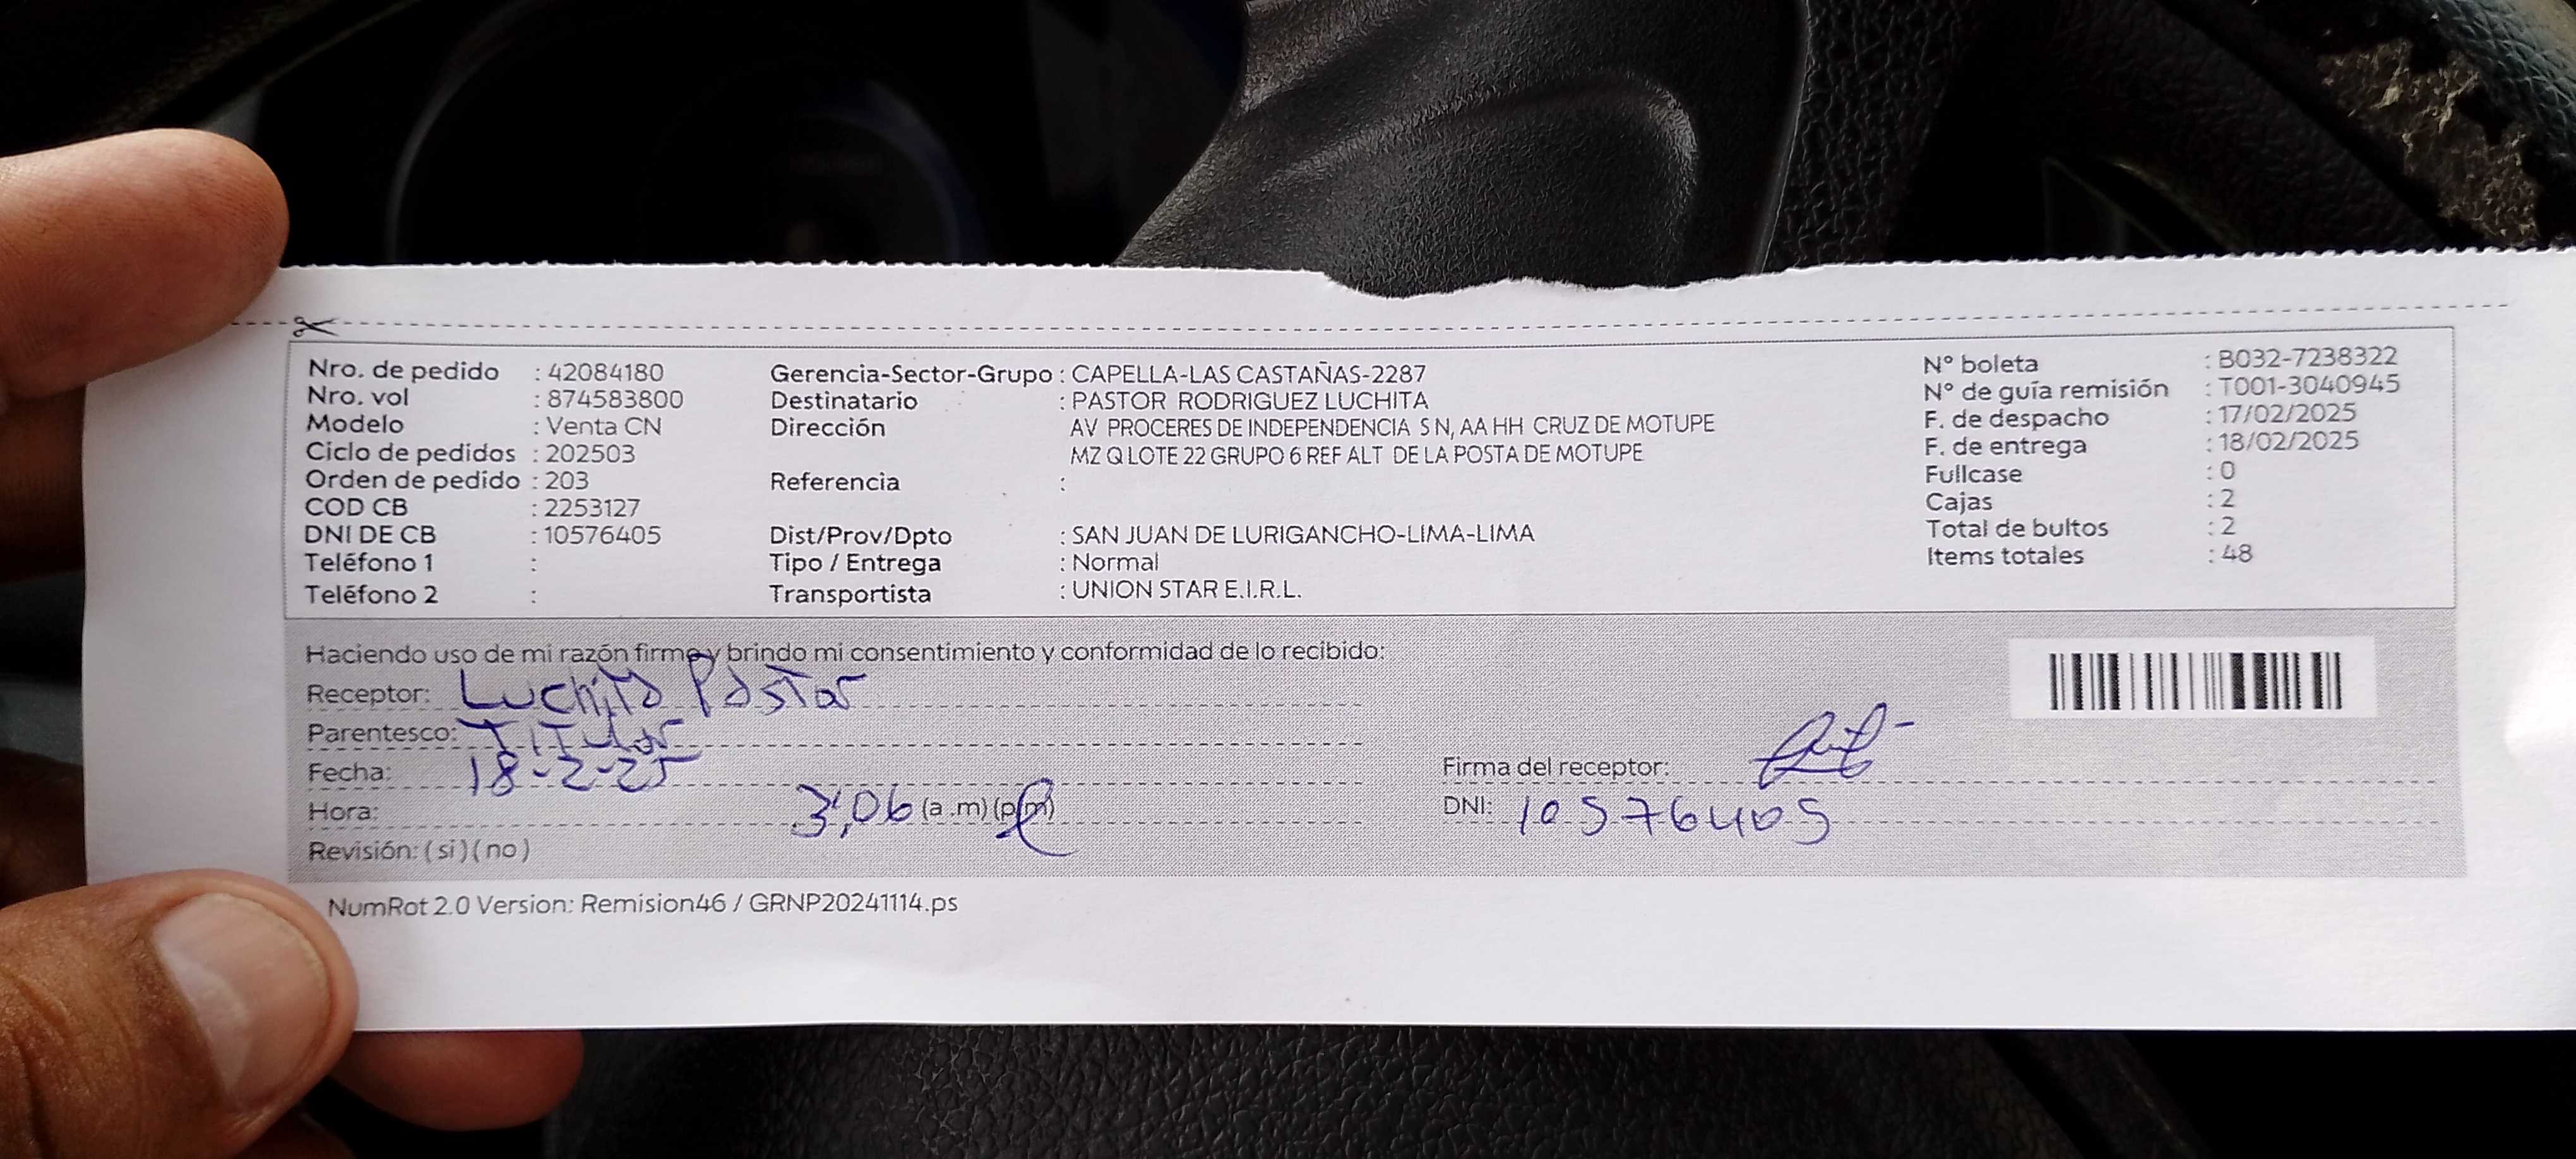 Nro. de pedido : 42084180
Nro. vol : 874583800
Modelo : Venta CN
Ciclo de pedidos : 202503
Orden de pedido : 203
COD CB : 2253127
DNI DE CB : 10576405
Teléfono 1 :
Teléfono 2 :
Gerencia-Sector-Grupo : CAPELLA-LAS CASTAÑAS-2287
Destinatario : PASTOR RODRIGUEZ LUCHITA
Dirección AV PROCERES DE INDEPENDENCIA S N, AA HH CRUZ DE MOTUPE
MZ Q LOTE 22 GRUPO 6 REF ALT DE LA POSTA DE MOTUPE
Referencia :
Dist/Prov/Dpto : SAN JUAN DE LURIGANCHO-LIMA-LIMA
Tipo / Entrega : Normal
Transportista : UNION STAR E.I.R.L.
N° boleta : B032-7238322
N° de guía remisión : T001-3040945
F. de despacho : 17/02/2025
F. de entrega : 18/02/2025
Fullcase : 0
Cajas : 2
Total de bultos : 2
Items totales : 48
Haciendo uso de mi razón firmo y brindo mi consentimiento y conformidad de lo recibido:
Receptor: Luchita Pastor
Parentesco: Titular
Fecha: 18-2-25
Hora: 3:06 (a .m) (p.m)
Revisión: ( si ) ( no )
Firma del receptor:
DNI: 10576405
NumRot 2.0 Version: Remision46 / GRNP20241114.ps